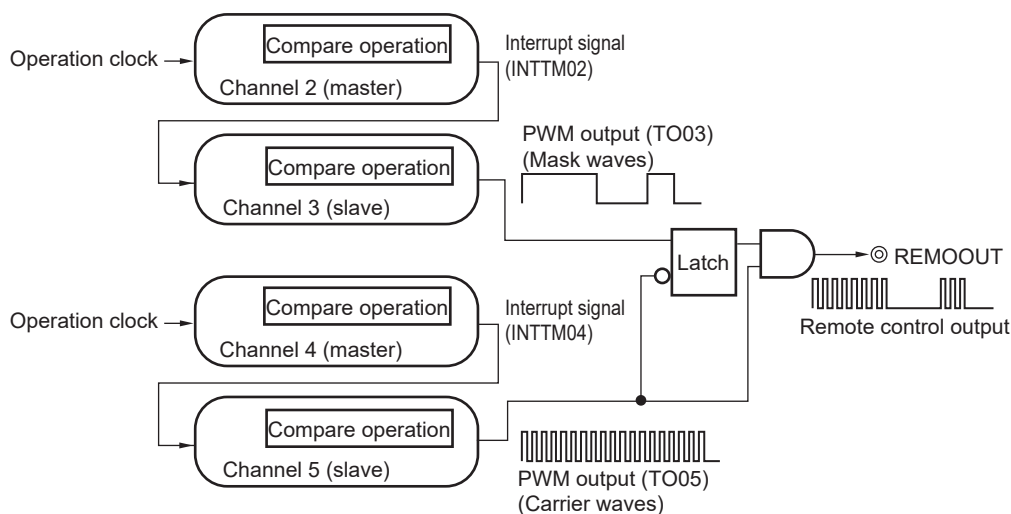 Operation clock
Compare operation
Channel 2 (master)
Interrupt signal
(INTTM02)
Compare operation
Channel 3 (slave)
PWM output (TO03)
(Mask waves)
Latch
REMOOUT
Remote control output
Operation clock
Compare operation
Channel 4 (master)
Interrupt signal
(INTTM04)
Compare operation
Channel 5 (slave)
PWM output (TO05)
(Carrier waves)